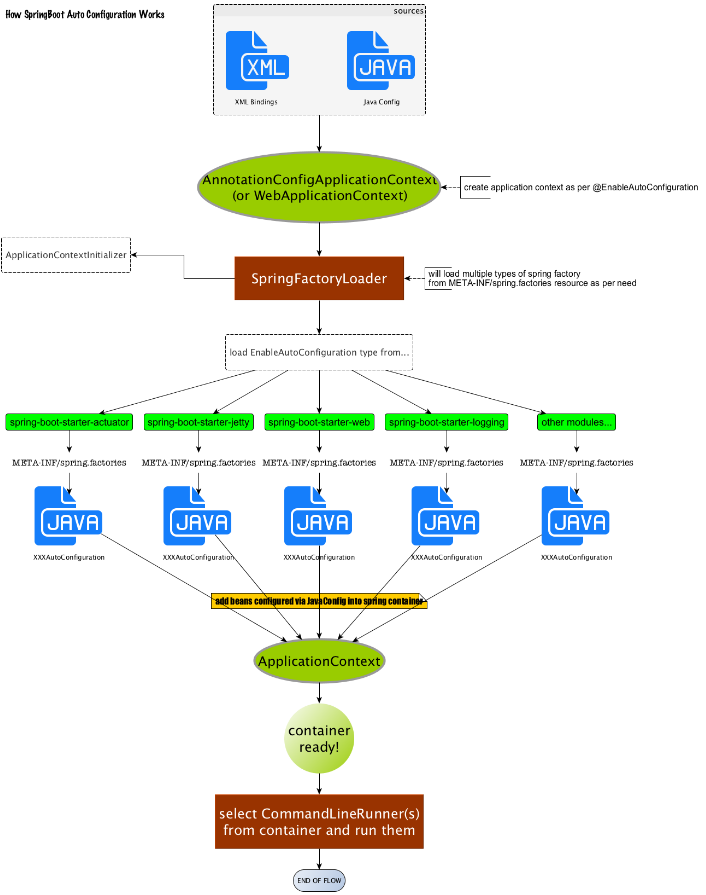 How SpringBoot Auto Configuration Works
sources
XML
JAVA
XML Bindings
Java Config
AnnotationConfigApplicationContext
(or WebApplicationContext)
create application context as per @EnableAutoConfiguration
ApplicationContextInitializer
SpringFactoryLoader
will load multiple types of spring factory
from META-INF/spring.factories resource as per need
load EnableAutoConfiguration type from...
spring-boot-starter-actuator
spring-boot-starter-jetty
spring-boot-starter-web
spring-boot-starter-logging
other modules...
META-INF/spring.factories
META-INF/spring.factories
META-INF/spring.factories
META-INF/spring.factories
META-INF/spring.factories
JAVA
JAVA
JAVA
JAVA
JAVA
XXXAutoConfiguration
XXXAutoConfiguration
XXXAutoConfiguration
XXXAutoConfiguration
XXXAutoConfiguration
add beans configured via JavaConfig into spring container
ApplicationContext
container
ready!
select CommandLineRunner(s)
from container and run them
END OF FLOW